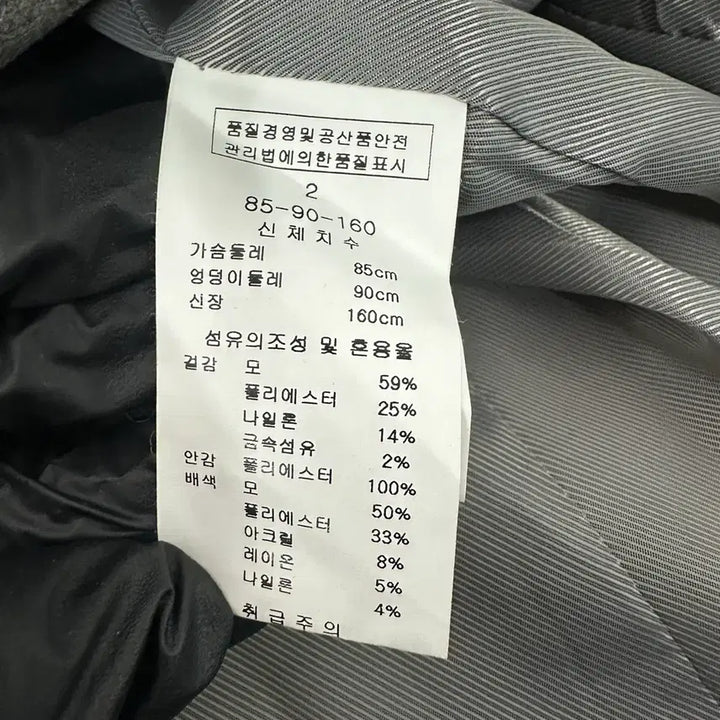 품질경영및공산품안전
관리법에의한품질표시
2
85-90-160
신체치수
가슴둘레 85cm
엉덩이둘레 90cm
신장 160cm
섬유의조성 및 혼용율
겉감 모 59%
폴리에스터 25%
나일론 14%
금속섬유 2%
안감 폴리에스터 100%
배색 모 50%
폴리에스터 33%
아크릴 8%
레이온 5%
나일론 4%
취급주의